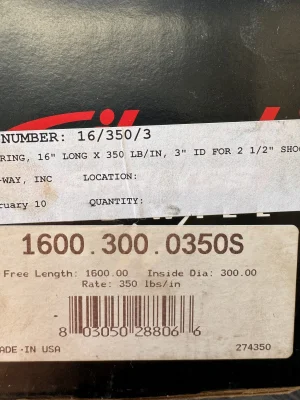 NUMBER: 16/350/3
RING, 16" LONG X 350 LB/IN, 3" ID FOR 2 1/2" SHO
-WAY, INC LOCATION:
ruary 10 QUANTITY:
1600.300.0350S
Free Length: 1600.00 Inside Dia: 300.00
Rate: 350 lbs/in
8 03050 28806 6
MADE·IN USA 274350